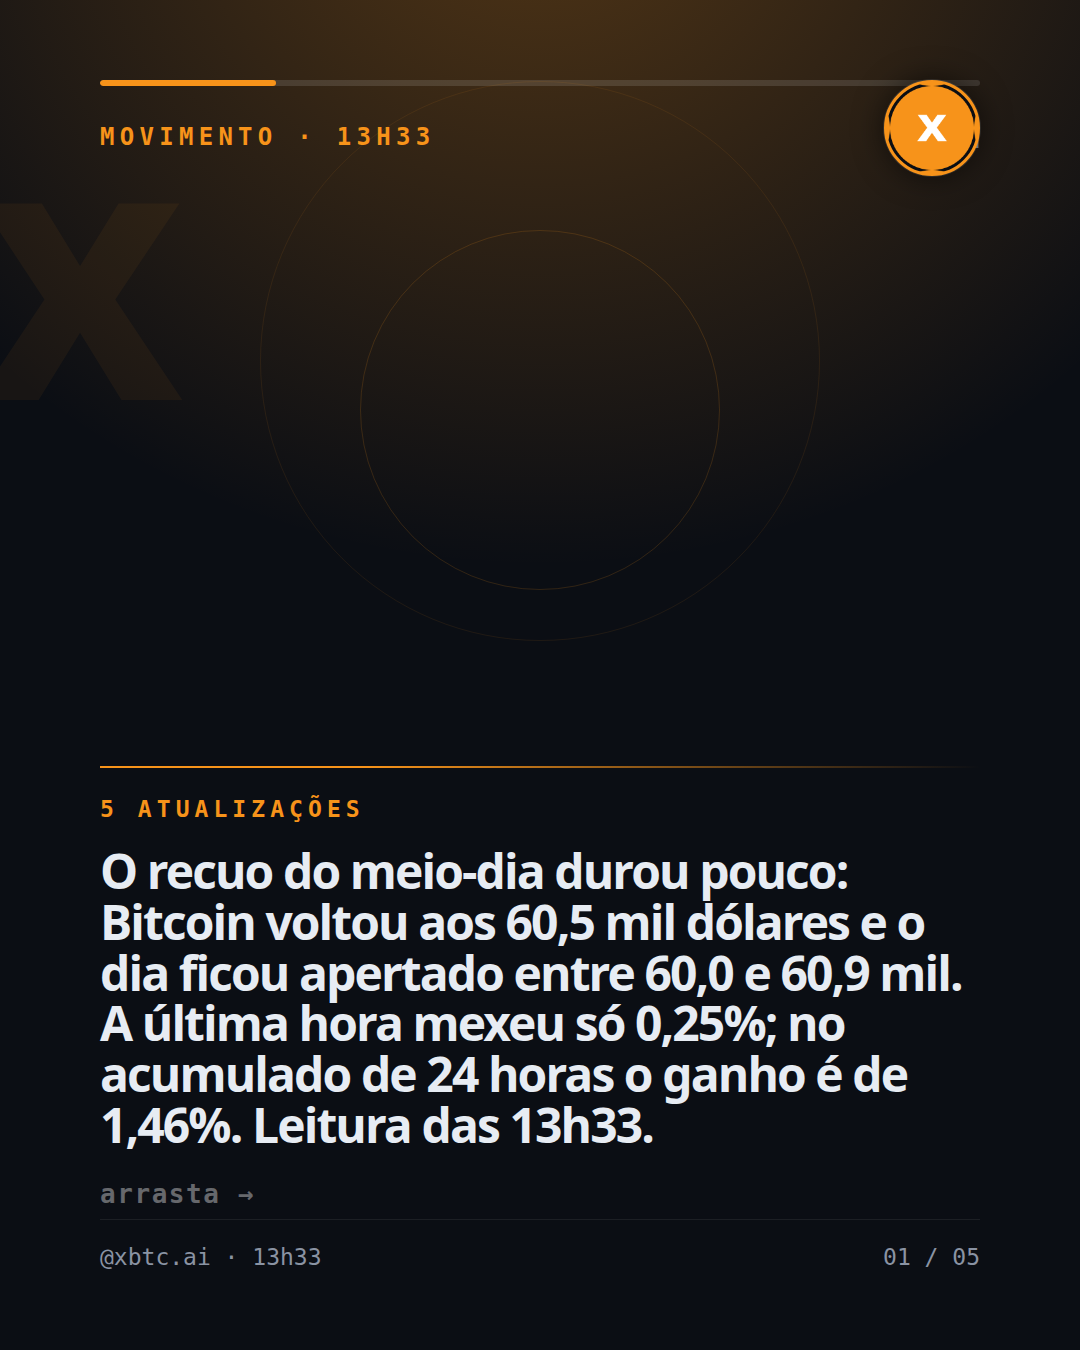 MOVIMENTO · 13H33
X
X
5 ATUALIZAÇÕES
O recuo do meio-dia durou pouco:
Bitcoin voltou aos 60,5 mil dólares e o
dia ficou apertado entre 60,0 e 60,9 mil.
A última hora mexeu só 0,25%; no
acumulado de 24 horas o ganho é de
1,46%. Leitura das 13h33.
arrasta →
@xbtc.ai · 13h33
01 / 05